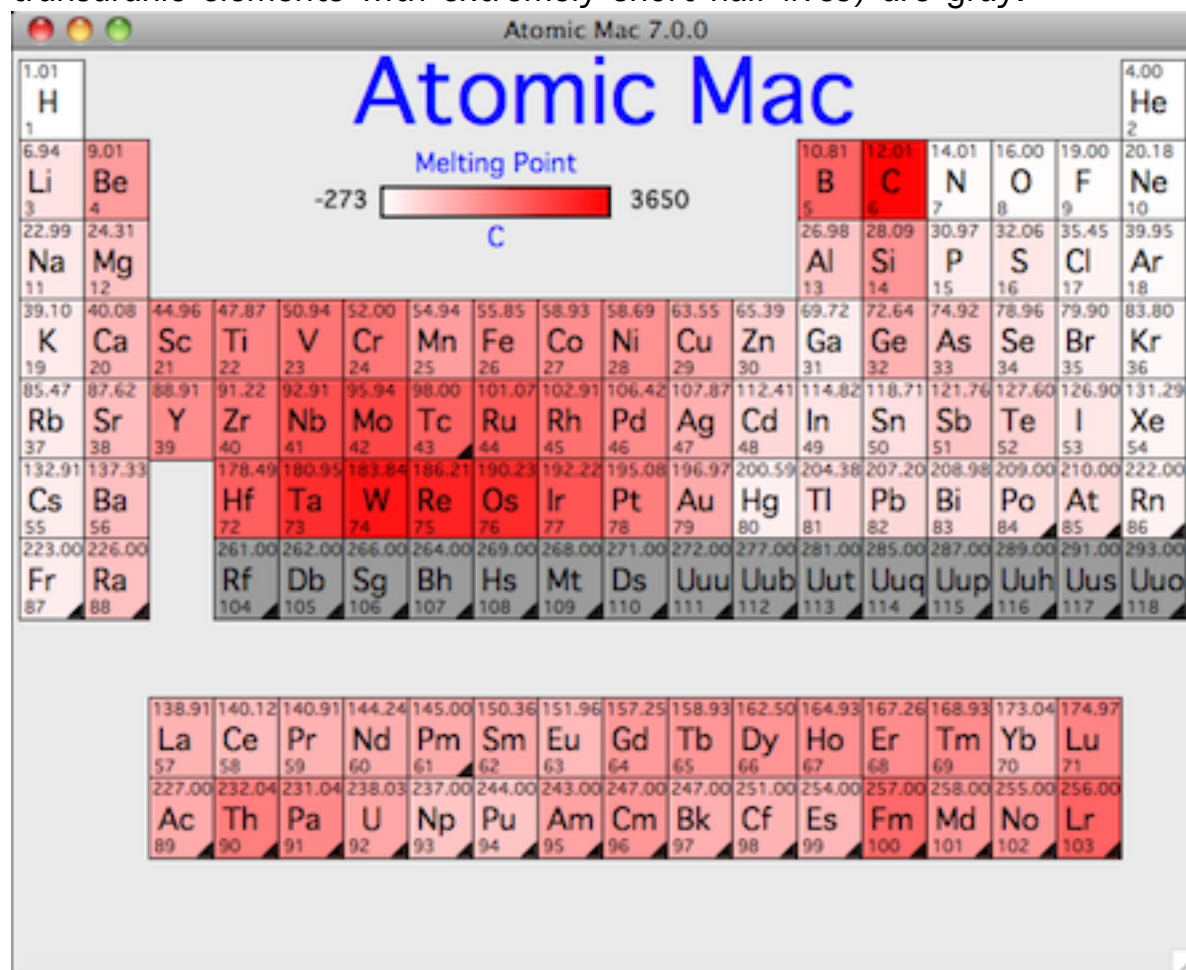 transuranic elements with extremely short half-lives) are gray.
Atomic Mac 7.0.0
Atomic Mac
Melting Point
-273 3650
C
1.01 4.00
H He
1 2
6.94 9.01 10.81 12.01 14.01 16.00 19.00 20.18
Li Be B C N O F Ne
3 4 5 6 7 8 9 10
22.99 24.31 26.98 28.09 30.97 32.06 35.45 39.95
Na Mg Al Si P S Cl Ar
11 12 13 14 15 16 17 18
39.10 40.08 44.96 47.87 50.94 52.00 54.94 55.85 58.93 58.69 63.55 65.39 69.72 72.64 74.92 78.96 79.90 83.80
K Ca Sc Ti V Cr Mn Fe Co Ni Cu Zn Ga Ge As Se Br Kr
19 20 21 22 23 24 25 26 27 28 29 30 31 32 33 34 35 36
85.47 87.62 88.91 91.22 92.91 95.94 98.00 101.07 102.91 106.42 107.87 112.41 114.82 118.71 121.76 127.60 126.90 131.29
Rb Sr Y Zr Nb Mo Tc Ru Rh Pd Ag Cd In Sn Sb Te I Xe
37 38 39 40 41 42 43 44 45 46 47 48 49 50 51 52 53 54
132.91 137.33 178.49 180.95 183.84 186.21 190.23 192.22 195.08 196.97 200.59 204.38 207.20 208.98 209.00 210.00 222.00
Cs Ba Hf Ta W Re Os Ir Pt Au Hg Tl Pb Bi Po At Rn
55 56 72 73 74 75 76 77 78 79 80 81 82 83 84 85 86
223.00 226.00 261.00 262.00 266.00 264.00 269.00 268.00 271.00 272.00 277.00 281.00 285.00 287.00 289.00 291.00 293.00
Fr Ra Rf Db Sg Bh Hs Mt Ds Uuu Uub Uut Uuq Uup Uuh Uus Uuo
87 88 104 105 106 107 108 109 110 111 112 113 114 115 116 117 118
138.91 140.12 140.91 144.24 145.00 150.36 151.96 157.25 158.93 162.50 164.93 167.26 168.93 173.04 174.97
La Ce Pr Nd Pm Sm Eu Gd Tb Dy Ho Er Tm Yb Lu
57 58 59 60 61 62 63 64 65 66 67 68 69 70 71
227.00 232.04 231.04 238.03 237.00 244.00 243.00 247.00 247.00 251.00 254.00 257.00 258.00 255.00 256.00
Ac Th Pa U Np Pu Am Cm Bk Cf Es Fm Md No Lr
89 90 91 92 93 94 95 96 97 98 99 100 101 102 103